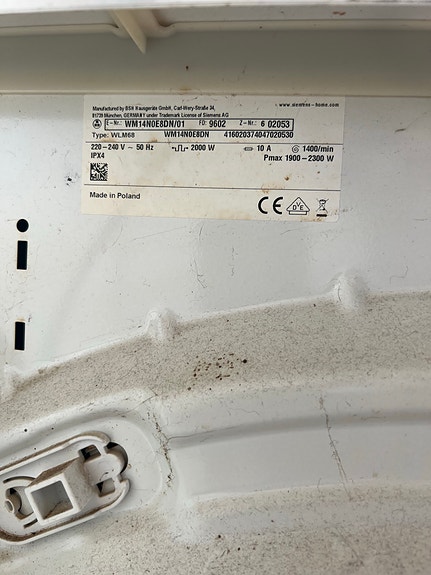 Manufactured by BSH Hausgeräte GmbH, Carl-Wery-Straße 34, r.www.siemens-home.com
81739 München, GERMANY under Trademark License of Siemens AG
E-Nr.: WM14N0E8DN/01 FD: 9602 Z-Nr.: 6 02053
Type: WLM68 WM14N0E8DN 416020374047020530
220-240 V ~ 50 Hz 2000 W 10 A 1400/min
IPX4 Pmax 1900-2300 W
Made in Poland CE DVE